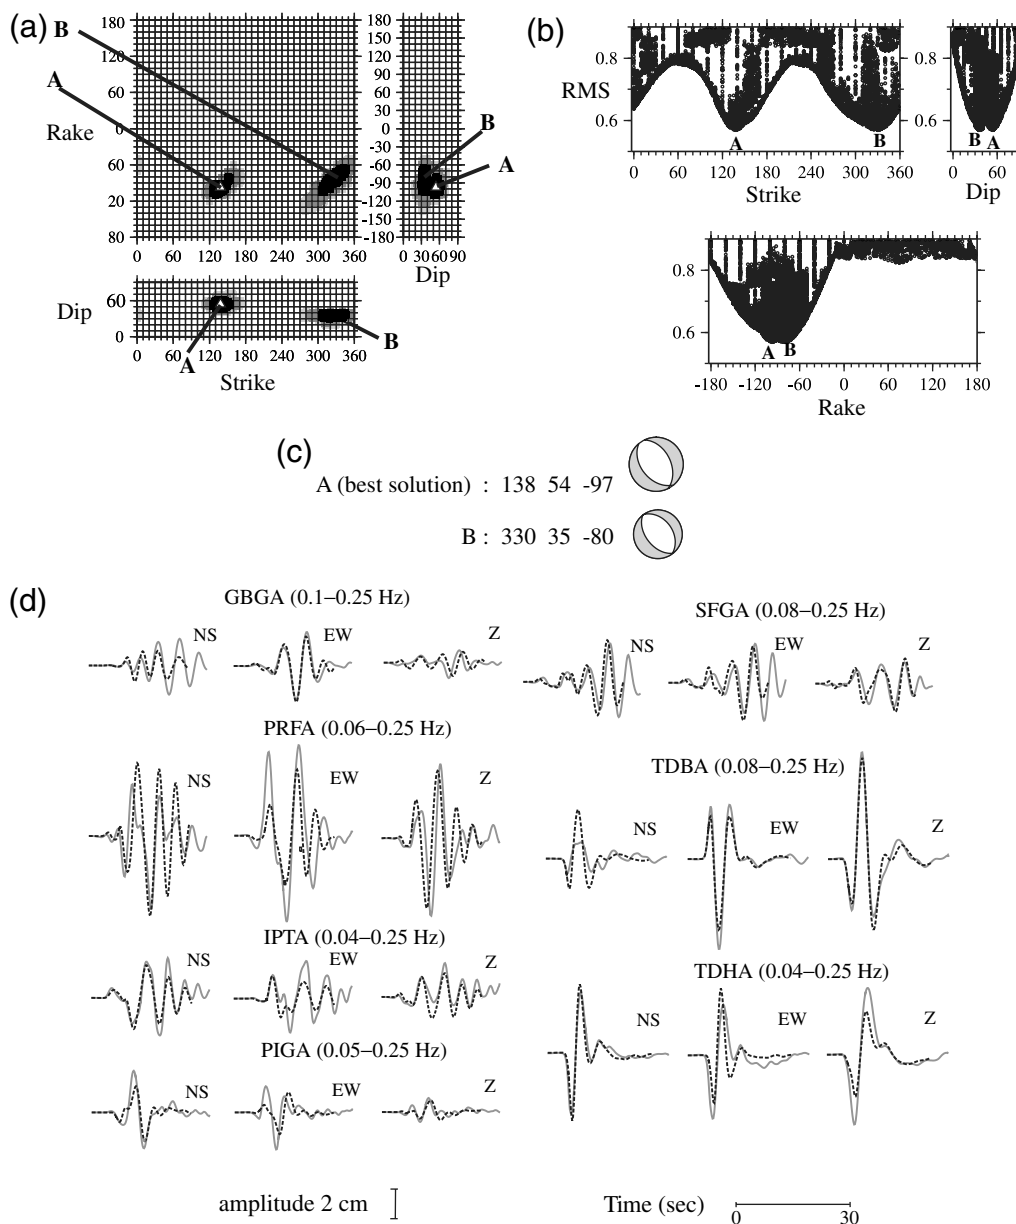 (a)
B
A
Rake
180
120
60
0
60
20
80
0 60 120 180 240 300 360
Strike
180
150
120
90
60
30
0
-30
-60
-90
-120
-150
-180
B
A
0 30 60 90
Dip
Dip
60
0
A
B
0 60 120 180 240 300 360
Strike
(b)
RMS
0.8
0.6
A
B
0 60 120 180 240 300 360
Strike
B
A
0 60
Dip
0.8
0.6
A
B
-180 -120 -60 0 60 120 180
Rake
(c)
A (best solution) : 138 54 -97
B : 330 35 -80
(d)
GBGA (0.1–0.25 Hz)
NS EW Z
SFGA (0.08–0.25 Hz)
NS EW Z
PRFA (0.06–0.25 Hz)
NS EW Z
TDBA (0.08–0.25 Hz)
NS EW Z
IPTA (0.04–0.25 Hz)
NS EW Z
TDHA (0.04–0.25 Hz)
NS EW Z
PIGA (0.05–0.25 Hz)
NS EW Z
amplitude 2 cm
Time (sec)
0 30